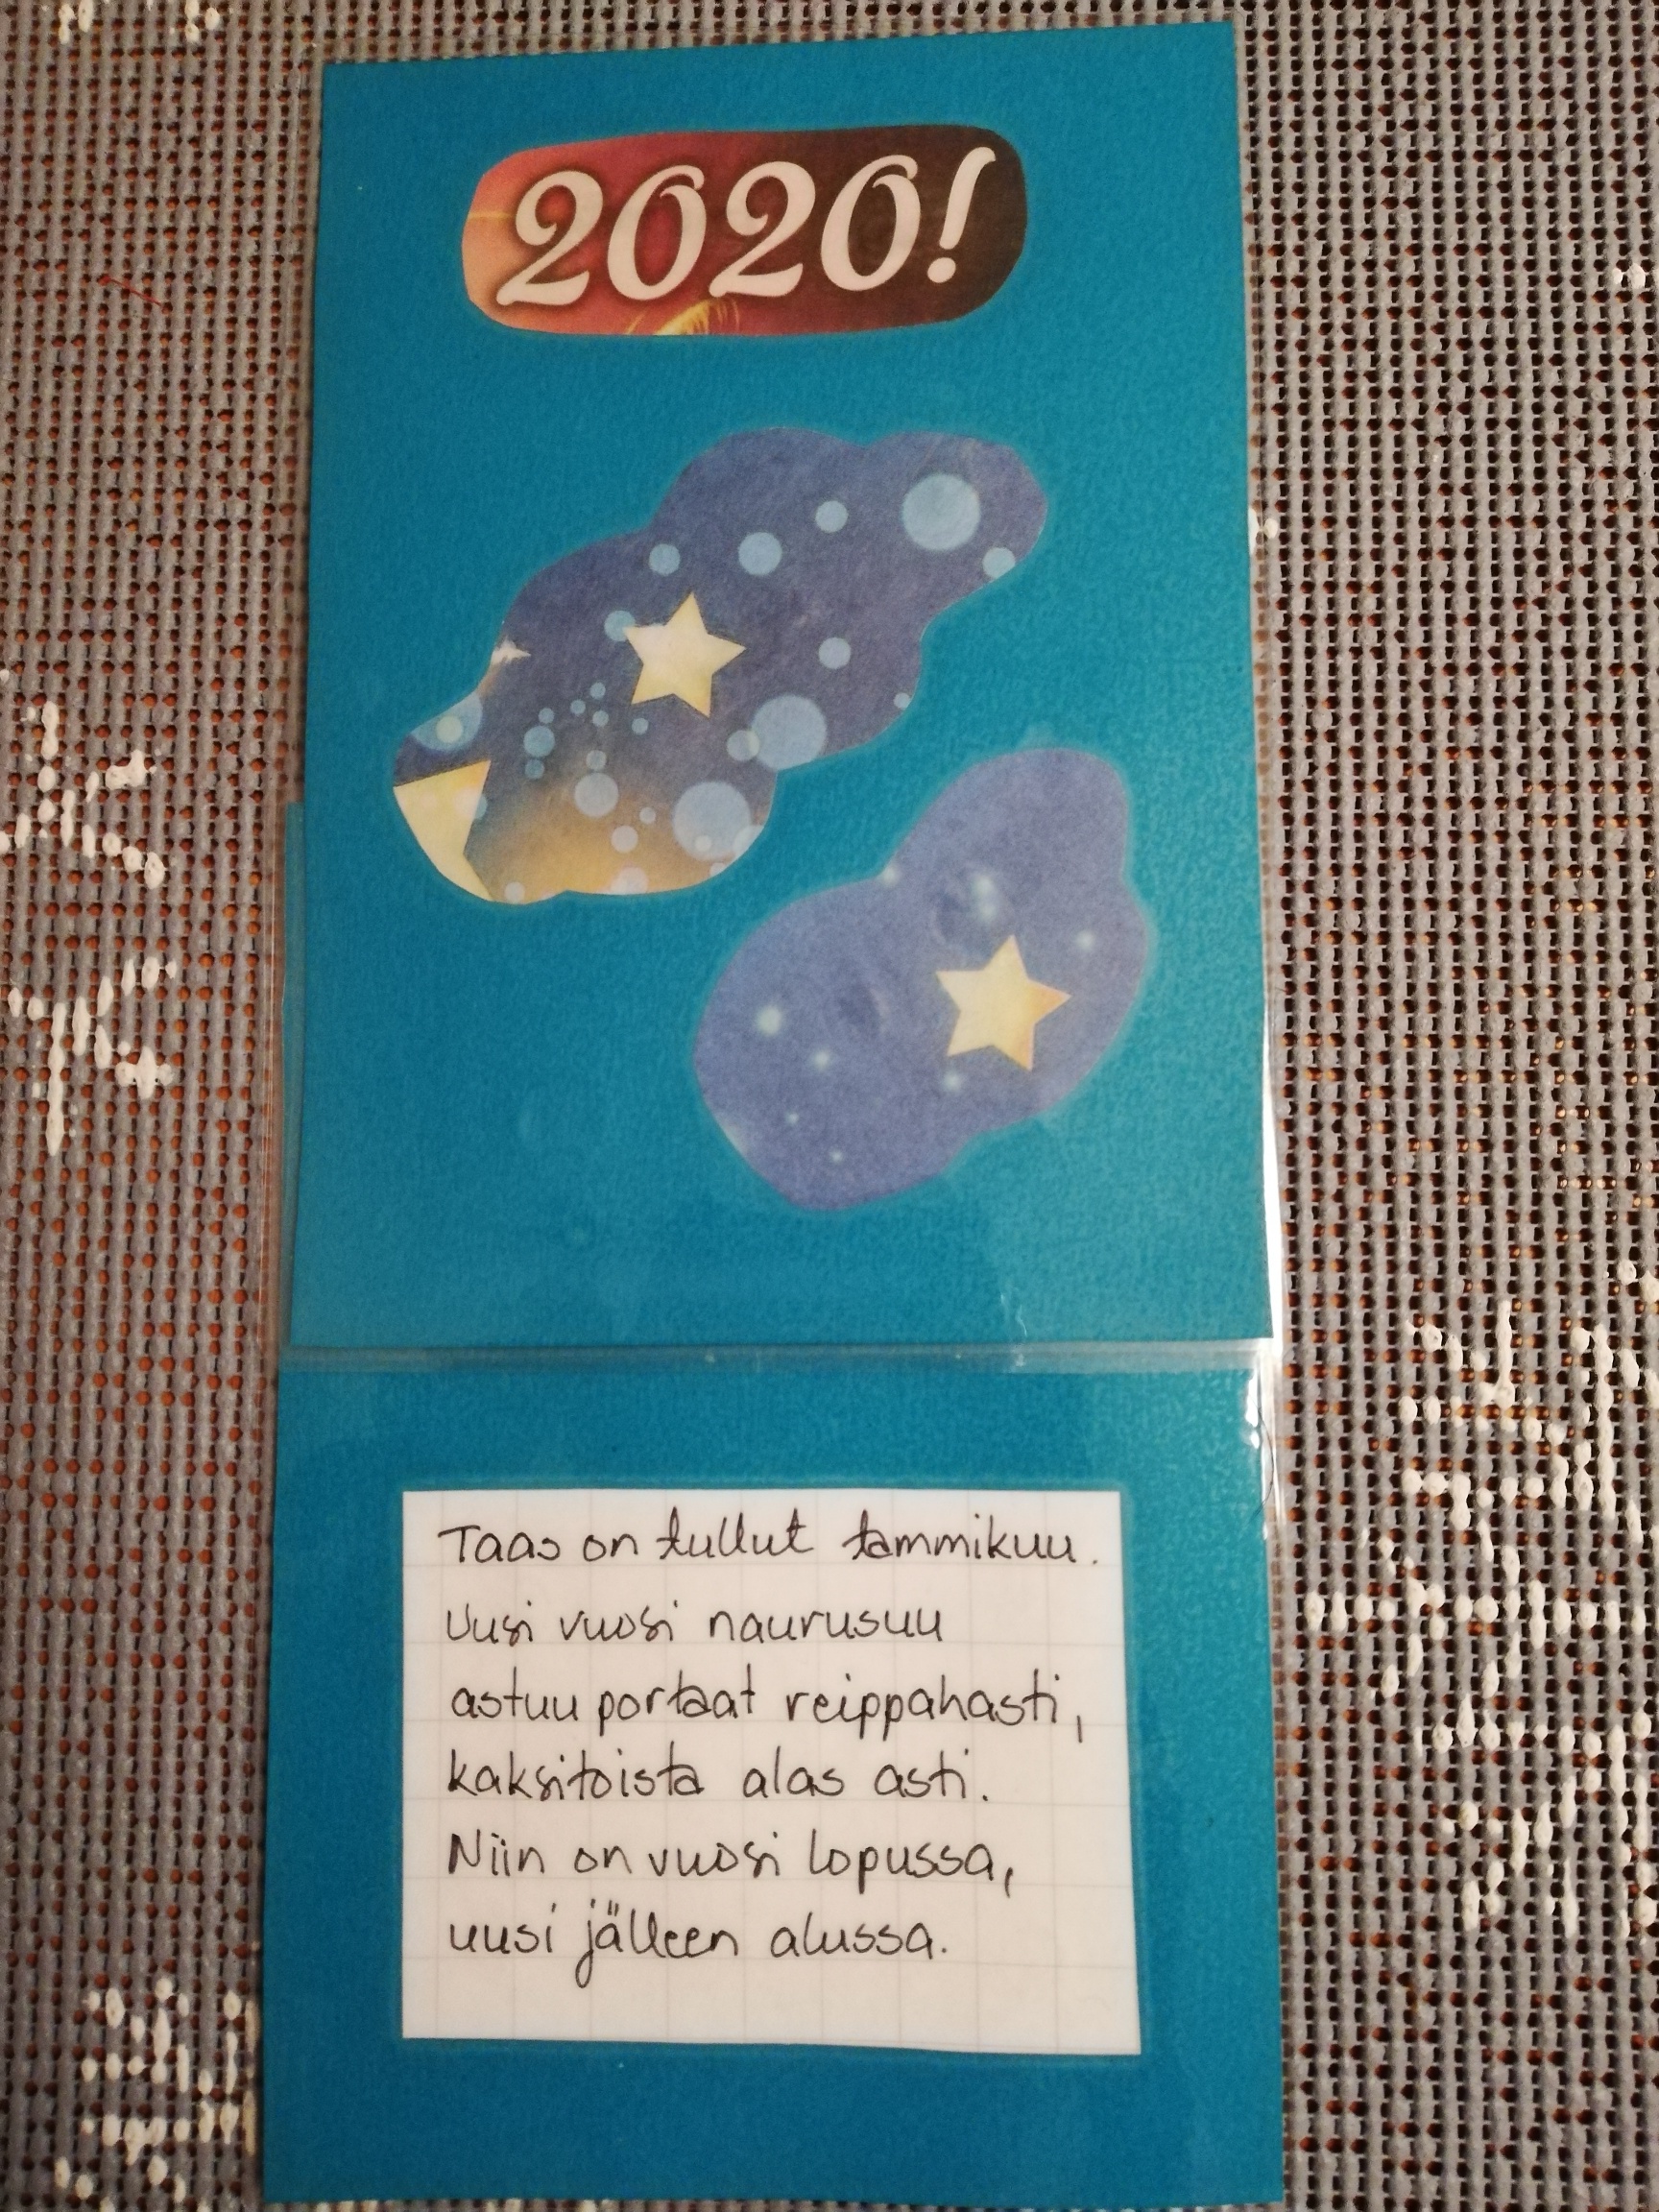 2020!
Taas on tullut tammikuu.
Uusi vuosi naurusuu
astuu portaat reippahasti,
kaksitoista alas asti.
Niin on vuosi lopussa,
uusi jälleen alussa.